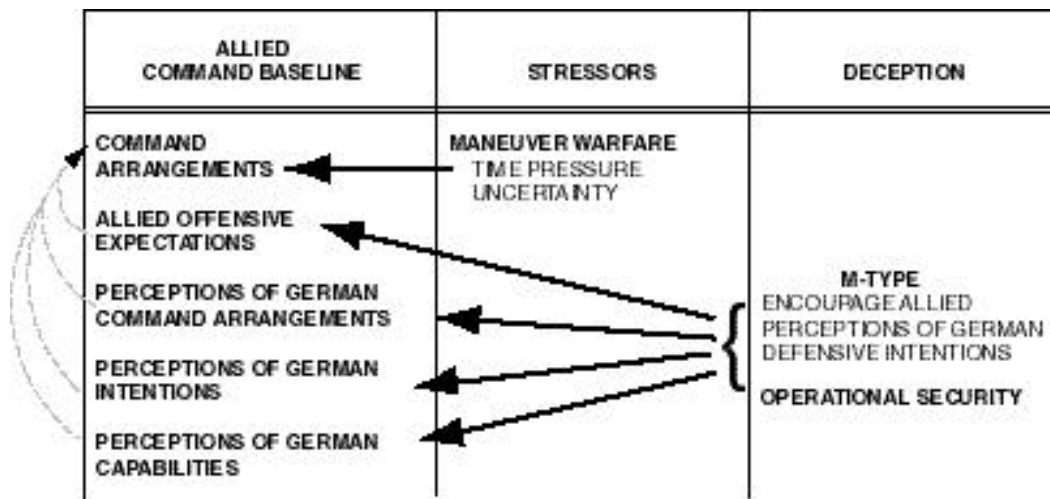 ALLIED
COMMAND BASELINE
STRESSORS
DECEPTION
COMMAND
ARRANGEMENTS
ALLIED OFFENSIVE
EXPECTATIONS
PERCEPTIONS OF GERMAN
COMMAND ARRANGEMENTS
PERCEPTIONS OF GERMAN
INTENTIONS
PERCEPTIONS OF GERMAN
CAPABILITIES
MANEUVER WARFARE
TIME PRESSURE
UNCERTAINTY
M-TYPE
ENCOURAGE ALLIED
PERCEPTIONS OF GERMAN
DEFENSIVE INTENTIONS
OPERATIONAL SECURITY